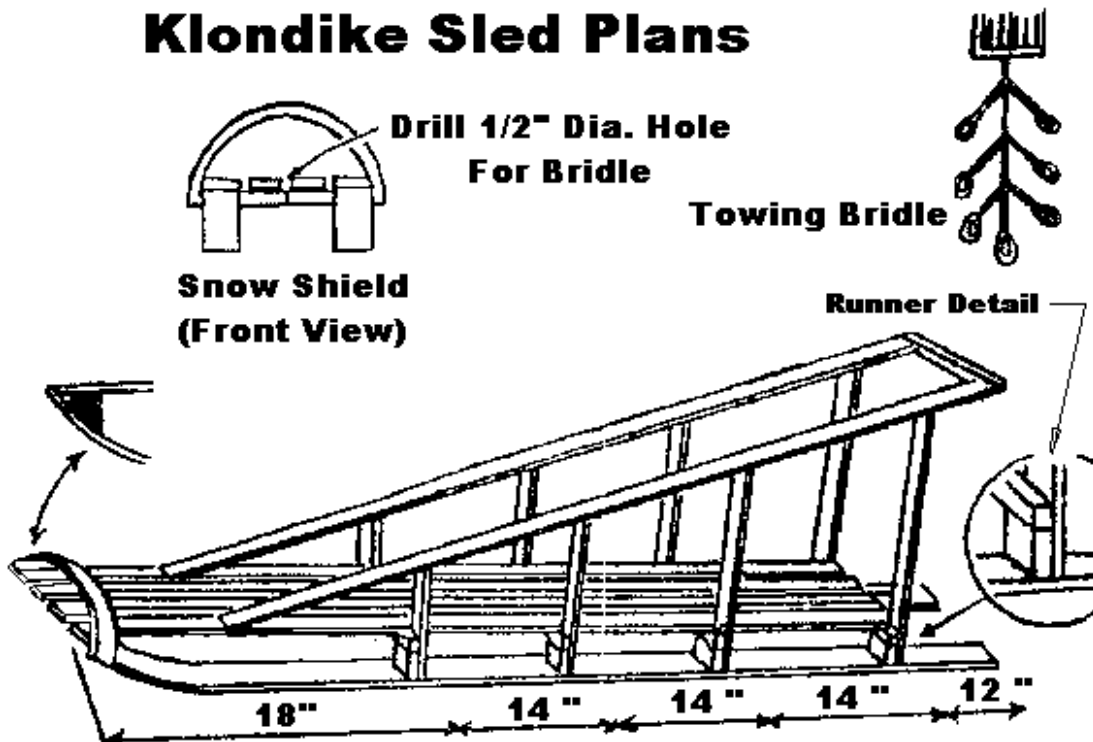 Klondike Sled Plans
Drill 1/2" Dia. Hole
For Bridle
Towing Bridle
Snow Shield
(Front View)
Runner Detail
18"
14 "
14 "
14 "
12 "